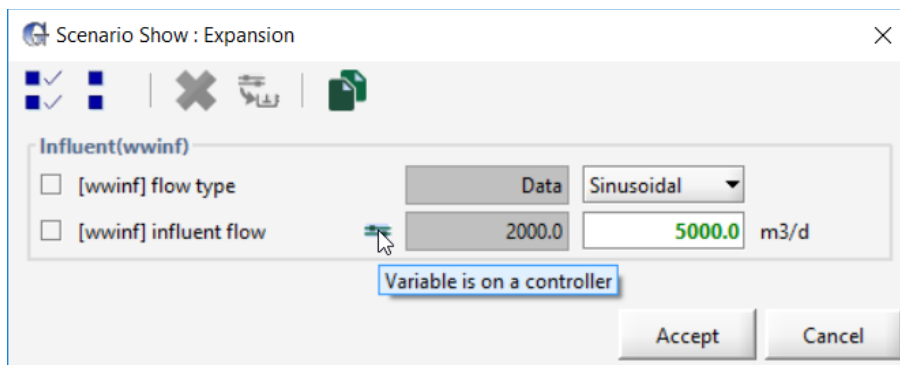 Scenario Show : Expansion
Influent(wwinf)
[wwinf] flow type Data Sinusoidal
[wwinf] influent flow 2000.0 5000.0 m3/d
Variable is on a controller
Accept Cancel